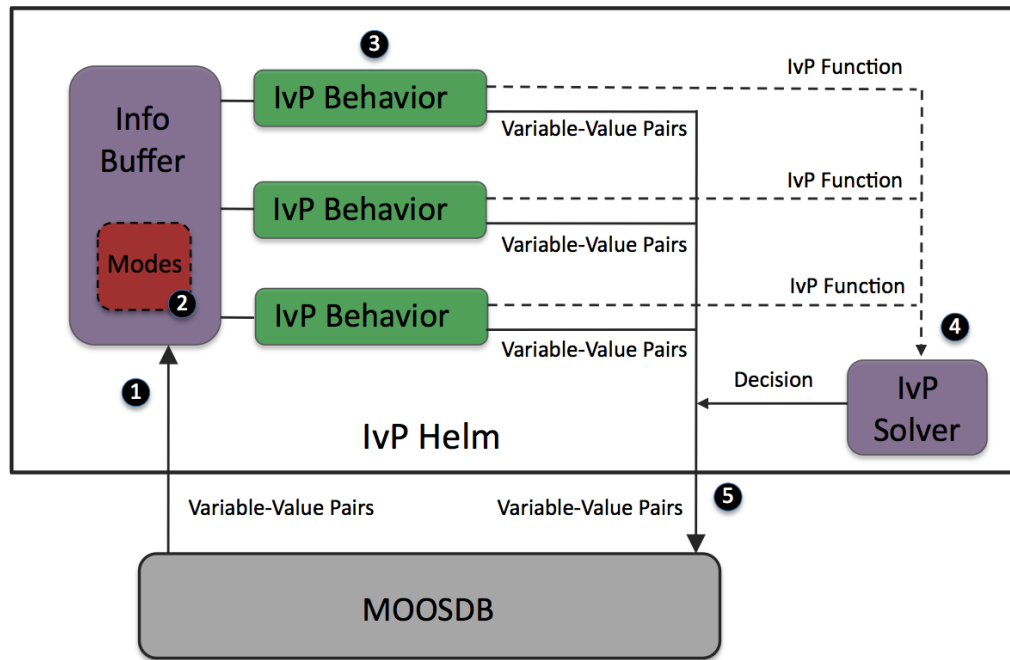 3
IvP Function
IvP Behavior
Info
Buffer
Variable-Value Pairs
IvP Function
IvP Behavior
Variable-Value Pairs
Modes
2
IvP Function
IvP Behavior
4
Variable-Value Pairs
1
Decision
IvP
Solver
IvP Helm
5
Variable-Value Pairs
Variable-Value Pairs
MOOSDB